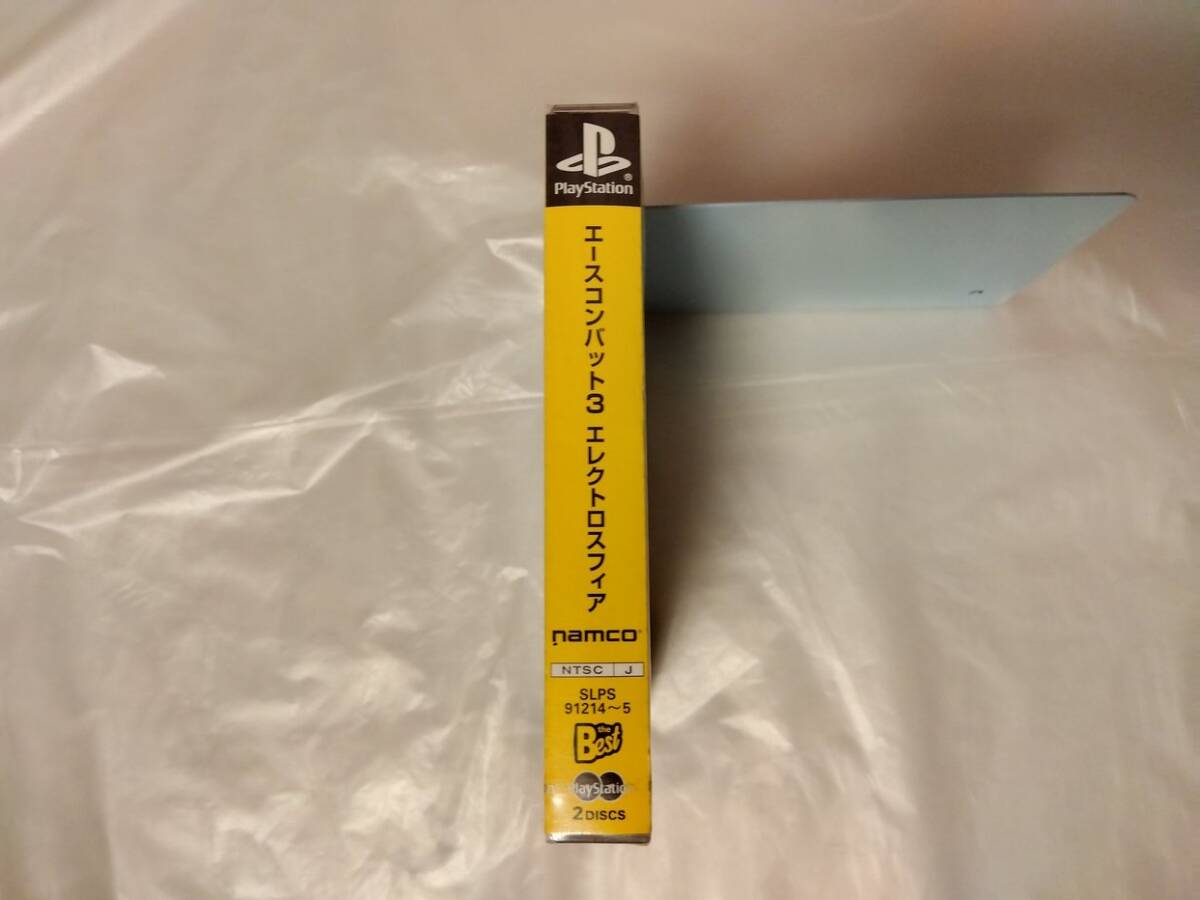 PlayStation
エースコンバット3 エレクトロスフィア
namco
NTSC J
SLPS
91214～5
the
Best
PlayStation
2 DISCS